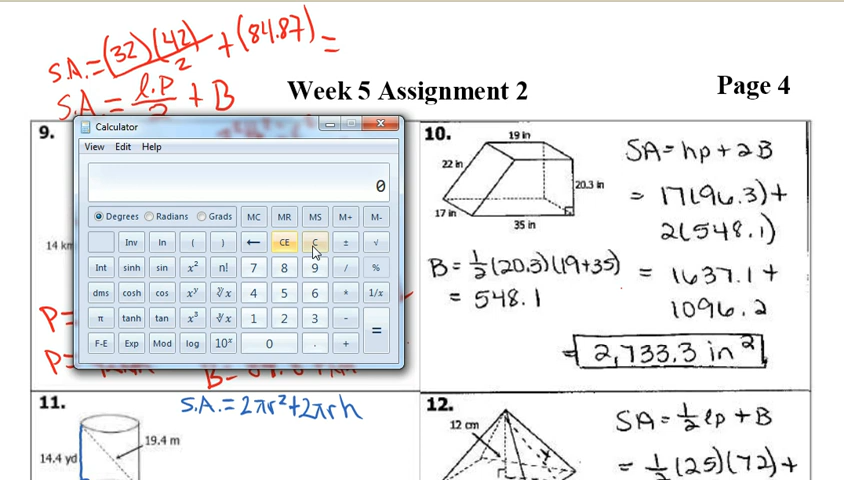 S.A. = (32)(42)/2 + (84.87) =
S.A. = l.P/2 + B
Week 5 Assignment 2
Page 4
9.
Calculator
View Edit Help
0
Degrees Radians Grads MC MR MS M+ M-
Inv ln ( ) ← CE C ± √
Int sinh sin x² n! 7 8 9 / %
dms cosh cos xʸ ʸ√x 4 5 6 * 1/x
π tanh tan x³ ³√x 1 2 3 - =
F-E Exp Mod log 10ˣ 0 . +
14 km
P=
P=
10.
19 in
22 in
20.3 in
17 in
35 in
SA = hp + 2B
= 17(96.3) +
2(548.1)
B = 1/2 (20.3)(19+35)
= 548.1
= 1637.1 +
1096.2
= 2,733.3 in²
11.
S.A. = 2πr² + 2πrh
19.4 m
14.4 yd
12.
12 cm
SA = 1/2 lp + B
= 1/2 (25)(72) +